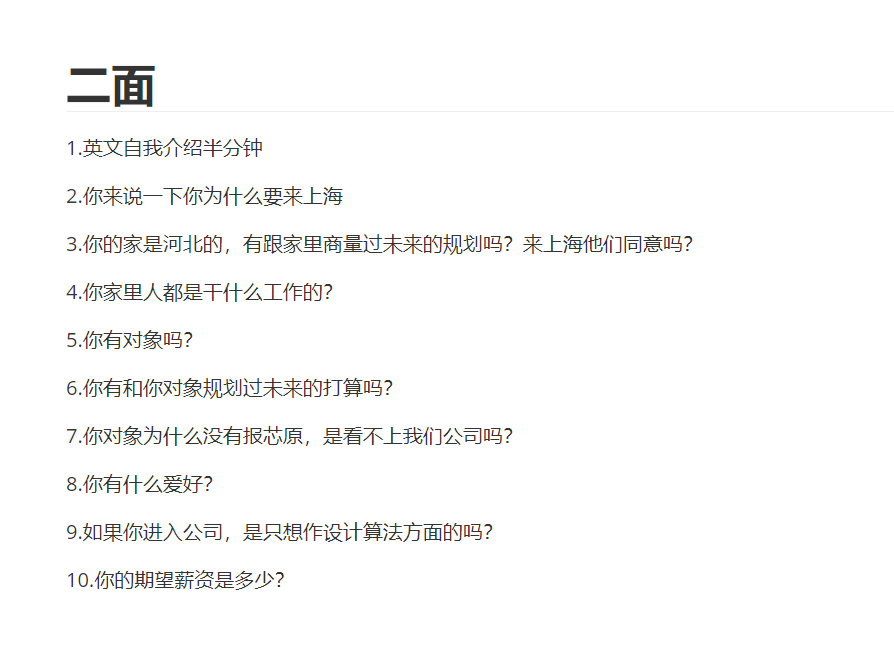 二面
1.英文自我介绍半分钟
2.你来说一下你为什么要来上海
3.你的家是河北的，有跟家里商量过未来的规划吗？来上海他们同意吗？
4.你家里人都是干什么工作的？
5.你有对象吗？
6.你有和你对象规划过未来的打算吗？
7.你对象为什么没有报芯原，是看不上我们公司吗？
8.你有什么爱好？
9.如果你进入公司，是只想作设计算法方面的吗？
10.你的期望薪资是多少？